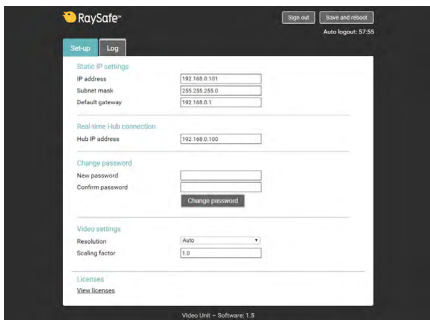 RaySafe™
Sign out
Save and reboot
Auto logout: 57:55
Set-up
Log
Static IP settings
IP address 192.168.0.101
Subnet mask 255.255.255.0
Default gateway 192.168.0.1
Real-time Hub connection
Hub IP address 192.168.0.100
Change password
New password
Confirm password
Change password
Video settings
Resolution Auto
Scaling factor 1.0
Licenses
View licenses
Video Unit – Software: 1.5